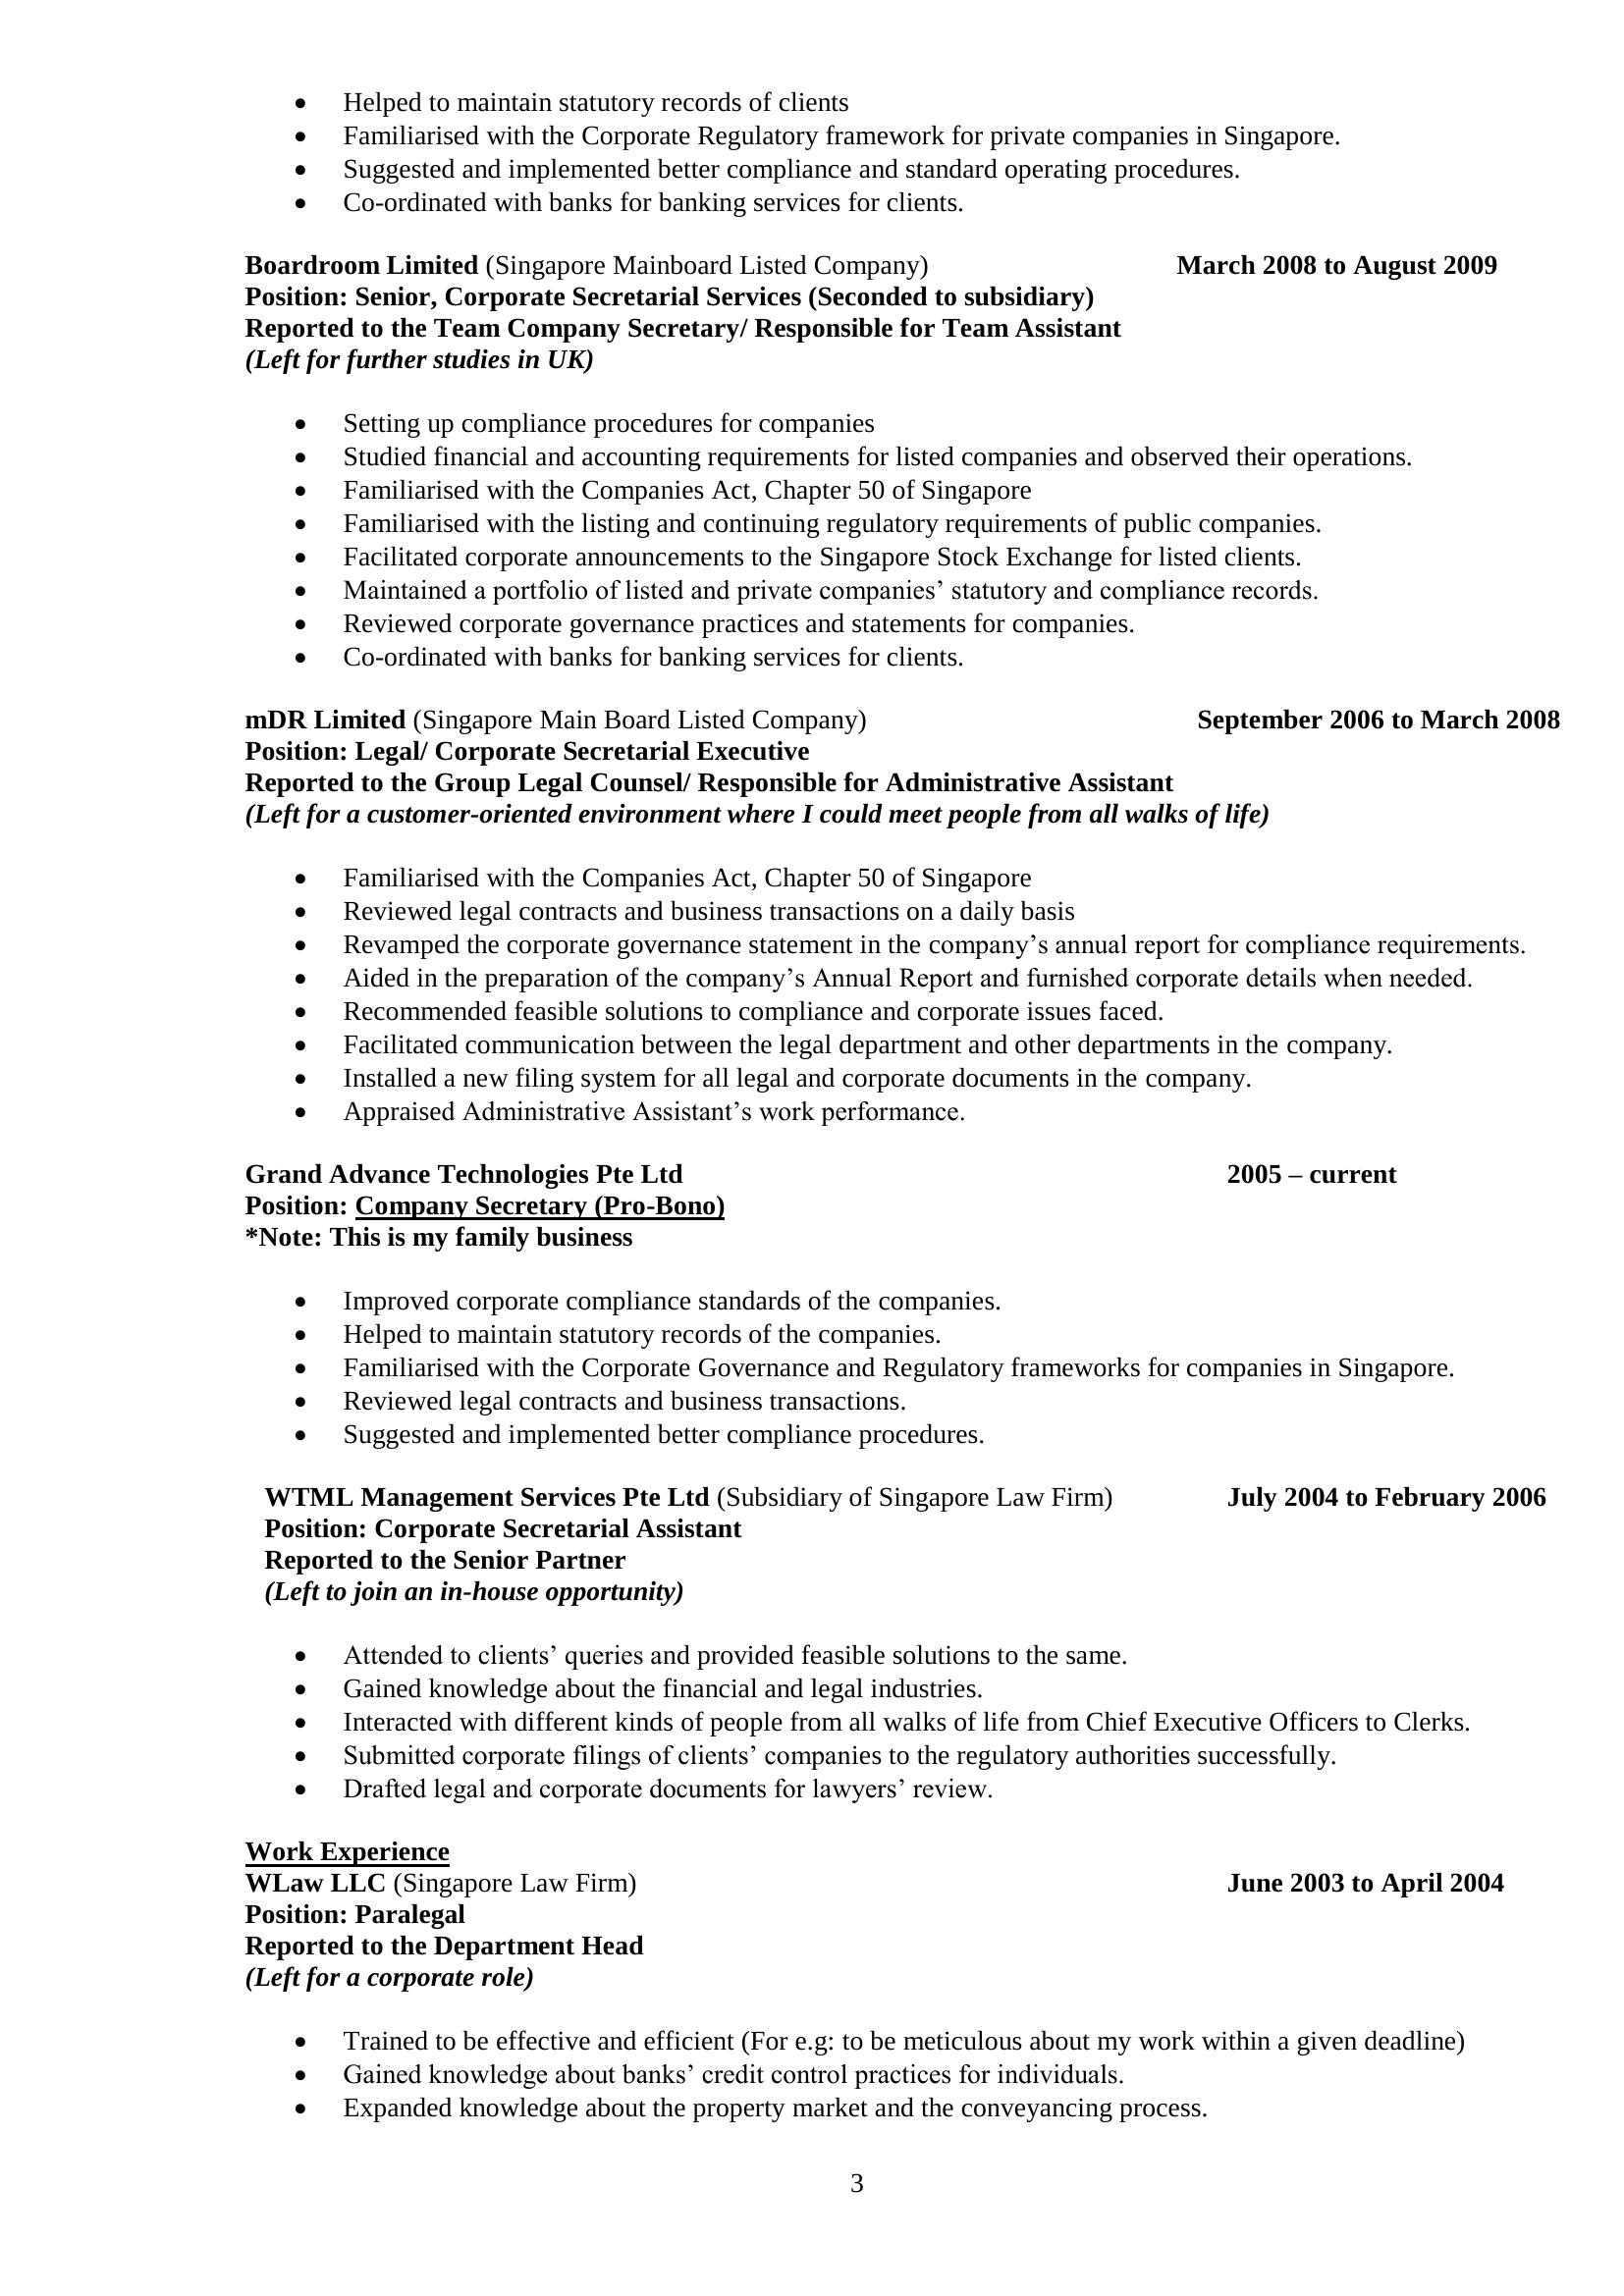 • Helped to maintain statutory records of clients
• Familiarised with the Corporate Regulatory framework for private companies in Singapore.
• Suggested and implemented better compliance and standard operating procedures.
• Co-ordinated with banks for banking services for clients.
Boardroom Limited (Singapore Mainboard Listed Company) March 2008 to August 2009
Position: Senior, Corporate Secretarial Services (Seconded to subsidiary)
Reported to the Team Company Secretary/ Responsible for Team Assistant
(Left for further studies in UK)
• Setting up compliance procedures for companies
• Studied financial and accounting requirements for listed companies and observed their operations.
• Familiarised with the Companies Act, Chapter 50 of Singapore
• Familiarised with the listing and continuing regulatory requirements of public companies.
• Facilitated corporate announcements to the Singapore Stock Exchange for listed clients.
• Maintained a portfolio of listed and private companies’ statutory and compliance records.
• Reviewed corporate governance practices and statements for companies.
• Co-ordinated with banks for banking services for clients.
mDR Limited (Singapore Main Board Listed Company) September 2006 to March 2008
Position: Legal/ Corporate Secretarial Executive
Reported to the Group Legal Counsel/ Responsible for Administrative Assistant
(Left for a customer-oriented environment where I could meet people from all walks of life)
• Familiarised with the Companies Act, Chapter 50 of Singapore
• Reviewed legal contracts and business transactions on a daily basis
• Revamped the corporate governance statement in the company’s annual report for compliance requirements.
• Aided in the preparation of the company’s Annual Report and furnished corporate details when needed.
• Recommended feasible solutions to compliance and corporate issues faced.
• Facilitated communication between the legal department and other departments in the company.
• Installed a new filing system for all legal and corporate documents in the company.
• Appraised Administrative Assistant’s work performance.
Grand Advance Technologies Pte Ltd 2005 – current
Position: Company Secretary (Pro-Bono)
*Note: This is my family business
• Improved corporate compliance standards of the companies.
• Helped to maintain statutory records of the companies.
• Familiarised with the Corporate Governance and Regulatory frameworks for companies in Singapore.
• Reviewed legal contracts and business transactions.
• Suggested and implemented better compliance procedures.
WTML Management Services Pte Ltd (Subsidiary of Singapore Law Firm) July 2004 to February 2006
Position: Corporate Secretarial Assistant
Reported to the Senior Partner
(Left to join an in-house opportunity)
• Attended to clients’ queries and provided feasible solutions to the same.
• Gained knowledge about the financial and legal industries.
• Interacted with different kinds of people from all walks of life from Chief Executive Officers to Clerks.
• Submitted corporate filings of clients’ companies to the regulatory authorities successfully.
• Drafted legal and corporate documents for lawyers’ review.
Work Experience
WLaw LLC (Singapore Law Firm) June 2003 to April 2004
Position: Paralegal
Reported to the Department Head
(Left for a corporate role)
• Trained to be effective and efficient (For e.g: to be meticulous about my work within a given deadline)
• Gained knowledge about banks’ credit control practices for individuals.
• Expanded knowledge about the property market and the conveyancing process.
3